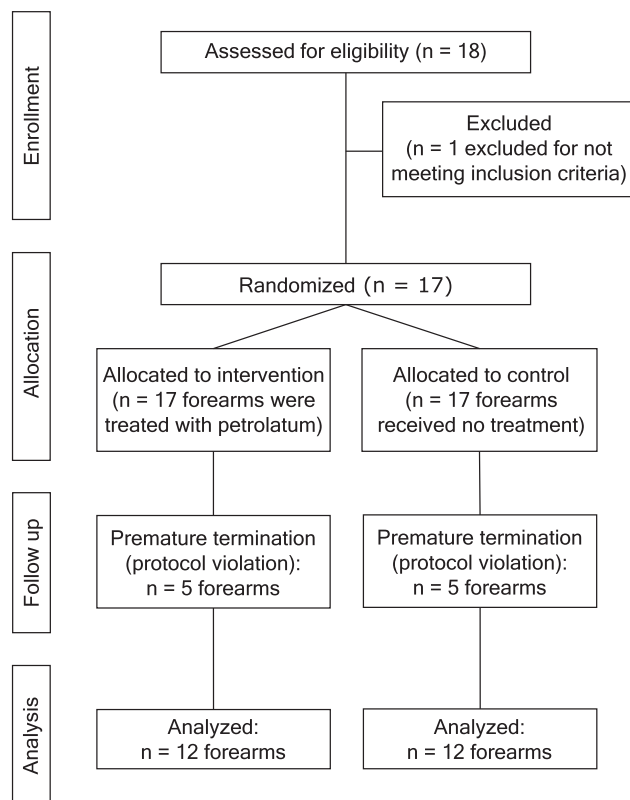 Enrollment
Assessed for eligibility (n = 18)
Excluded
(n = 1 excluded for not
meeting inclusion criteria)
Allocation
Randomized (n = 17)
Allocated to intervention
(n = 17 forearms were
treated with petrolatum)
Allocated to control
(n = 17 forearms
received no treatment)
Follow up
Premature termination
(protocol violation):
n = 5 forearms
Premature termination
(protocol violation):
n = 5 forearms
Analysis
Analyzed:
n = 12 forearms
Analyzed:
n = 12 forearms